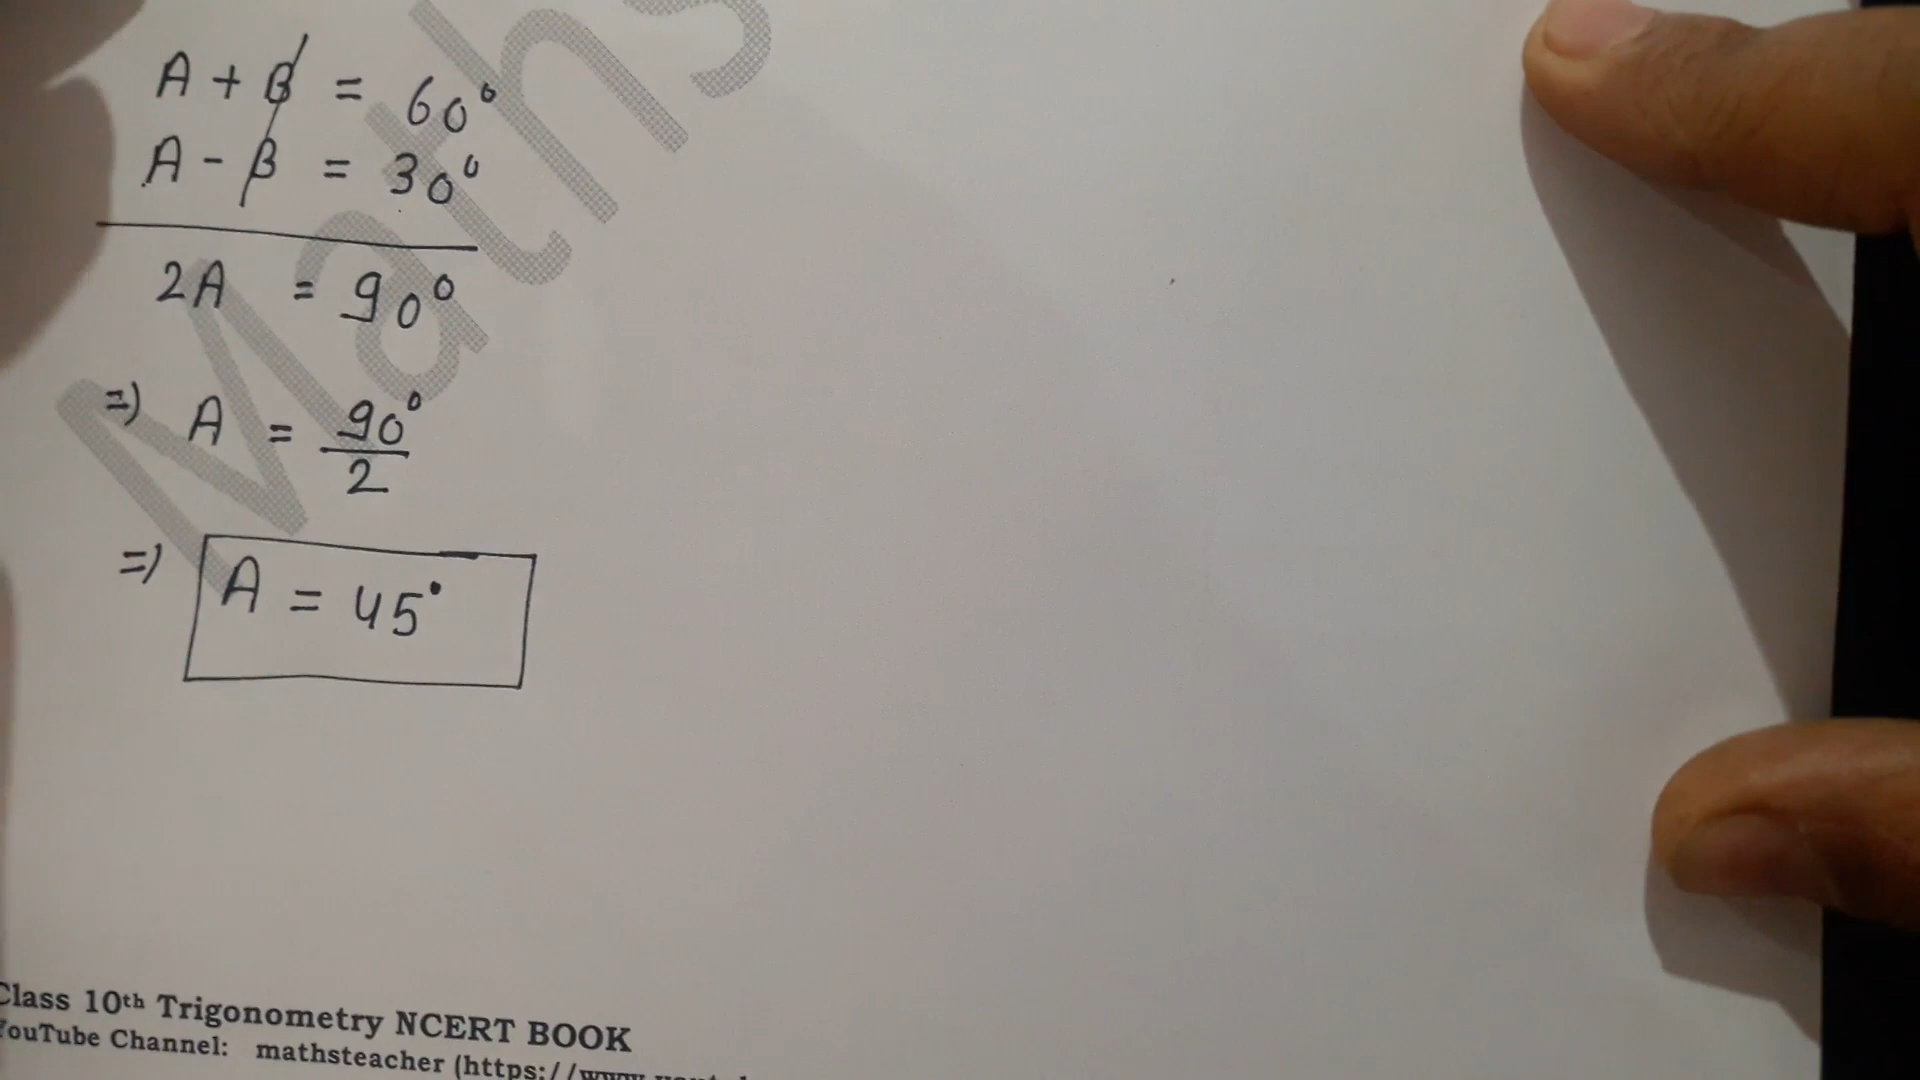 A + B = 60°
A - B = 30°
2A = 90°
=) A = 90°/2
=) A = 45°
Maths
Class 10th Trigonometry NCERT BOOK
YouTube Channel: mathsteacher (https://www.